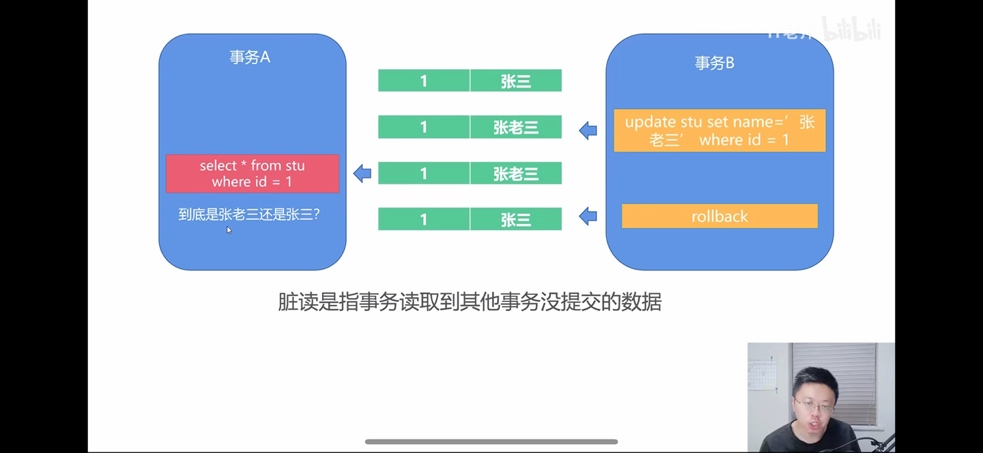 bilibili
事务A
事务B
1 张三
1 张老三
update stu set name=’张
老三’ where id = 1
select * from stu
where id = 1
1 张老三
到底是张老三还是张三？
1 张三
rollback
脏读是指事务读取到其他事务没提交的数据